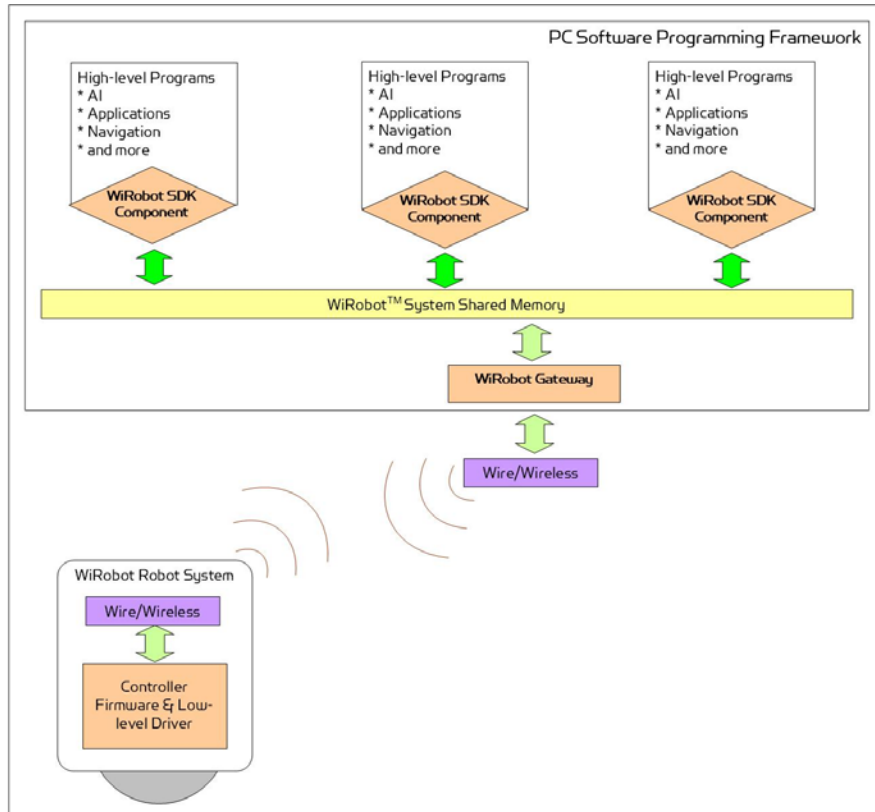 PC Software Programming Framework
High-level Programs
* AI
* Applications
* Navigation
* and more
WiRobot SDK
Component
High-level Programs
* AI
* Applications
* Navigation
* and more
WiRobot SDK
Component
High-level Programs
* AI
* Applications
* Navigation
* and more
WiRobot SDK
Component
WiRobot™ System Shared Memory
WiRobot Gateway
Wire/Wireless
WiRobot Robot System
Wire/Wireless
Controller
Firmware & Low-
level Driver